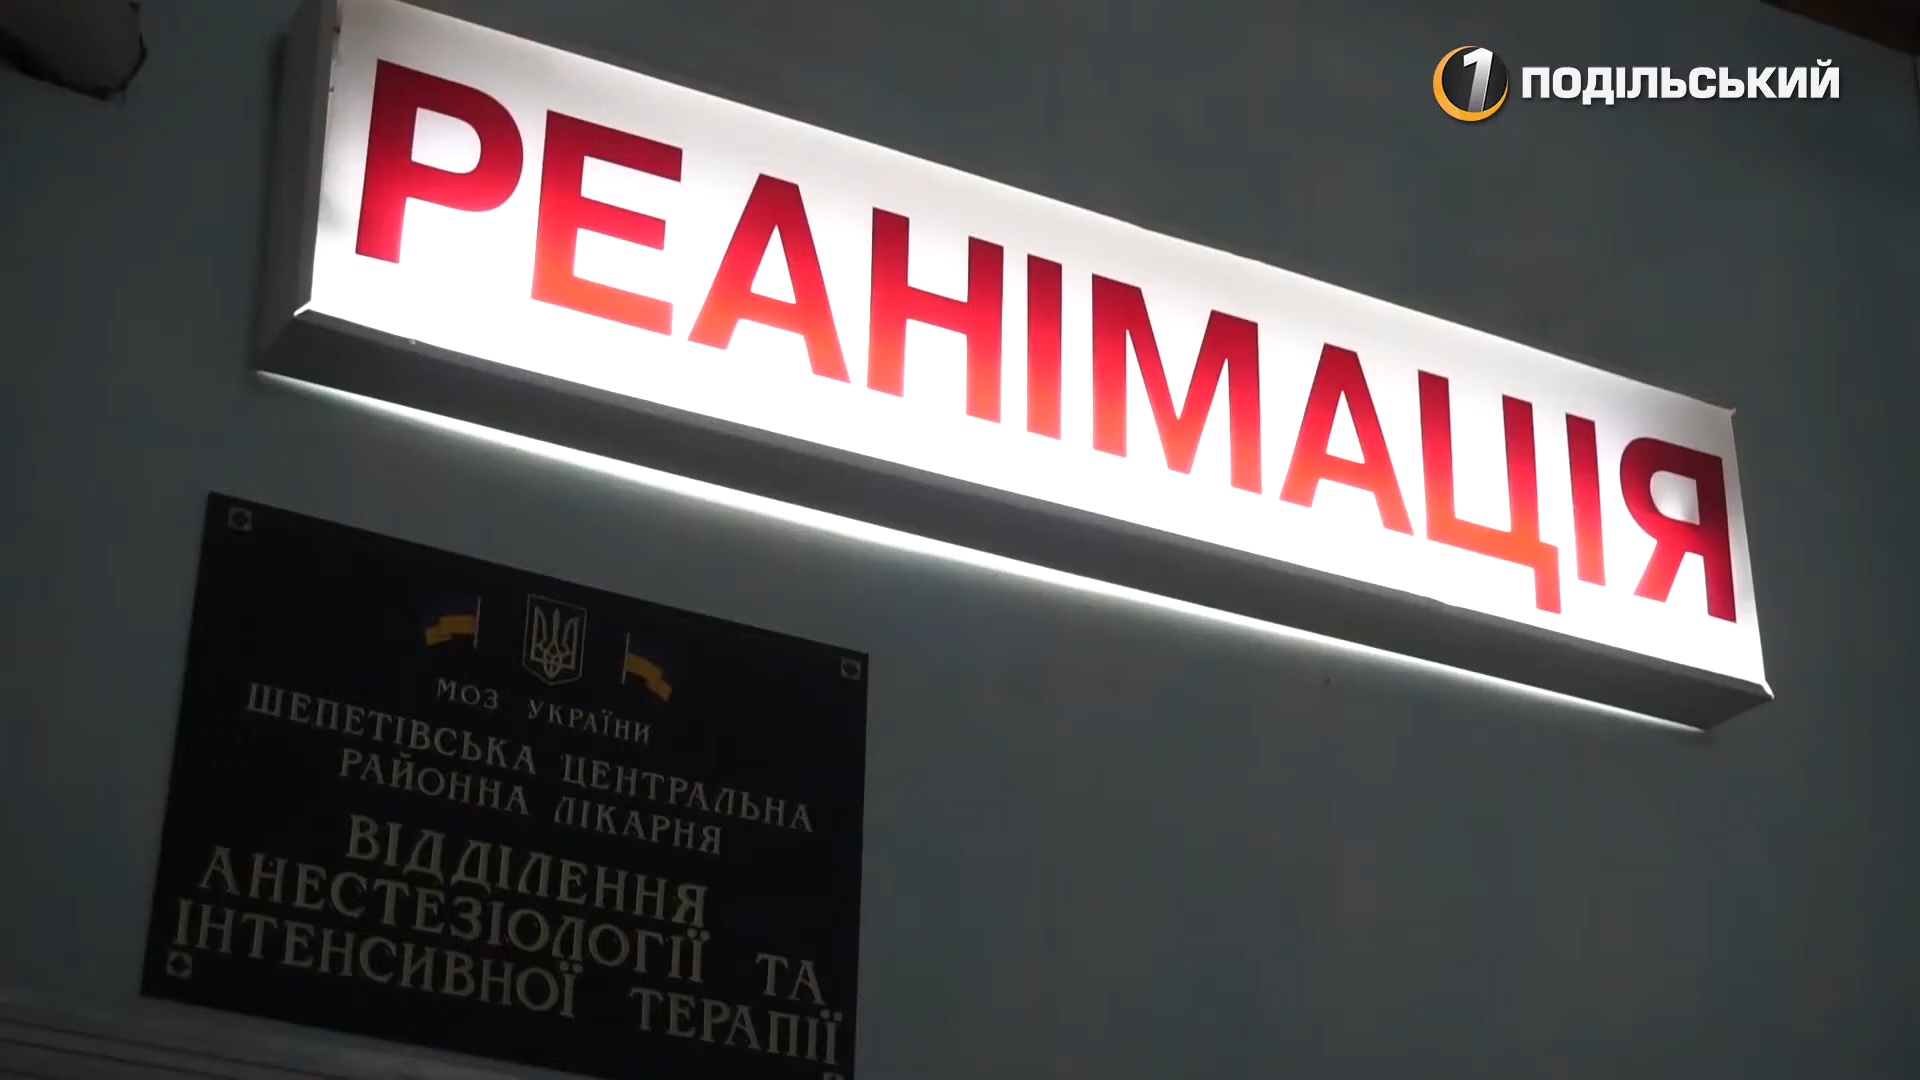 1 ПОДІЛЬСЬКИЙ
РЕАНІМАЦІЯ
МОЗ УКРАЇНИ
ШЕПЕТІВСЬКА ЦЕНТРАЛЬНА
РАЙОННА ЛІКАРНЯ
ВІДДІЛЕННЯ
АНЕСТЕЗІОЛОГІЇ ТА
ІНТЕНСИВНОЇ ТЕРАПІЇ